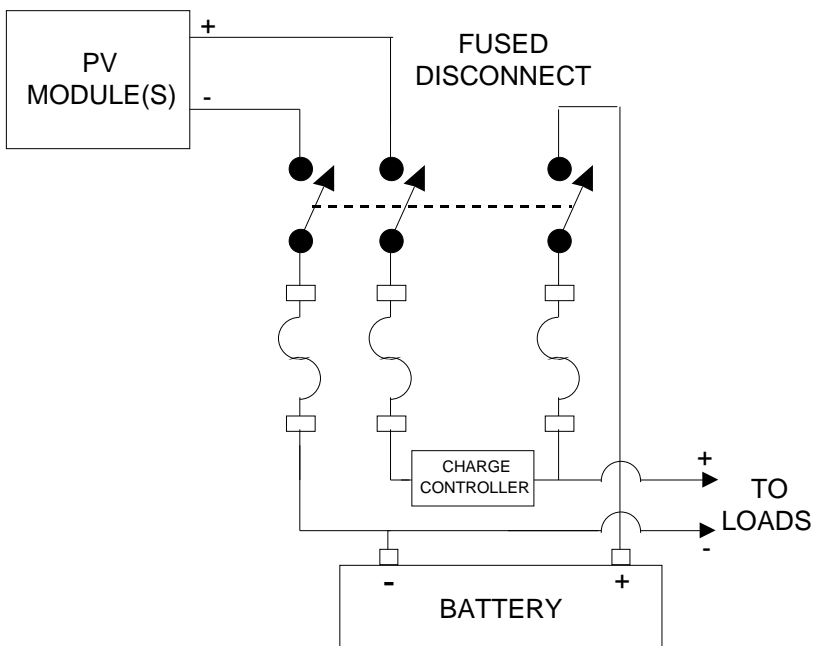 PV
MODULE(S)
+
-
FUSED
DISCONNECT
CHARGE
CONTROLLER
+
TO
LOADS
-
-
+
BATTERY